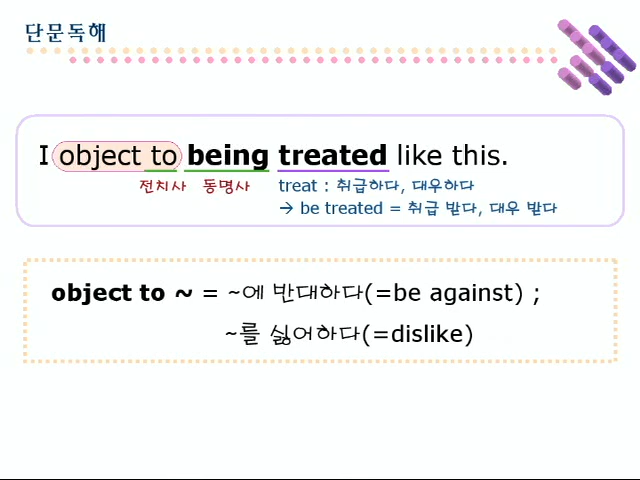 단문독해
I object to being treated like this.
전치사 동명사 treat : 취급하다, 대우하다
→ be treated = 취급 받다, 대우 받다
object to ~ = ~에 반대하다(=be against) ;
~를 싫어하다(=dislike)